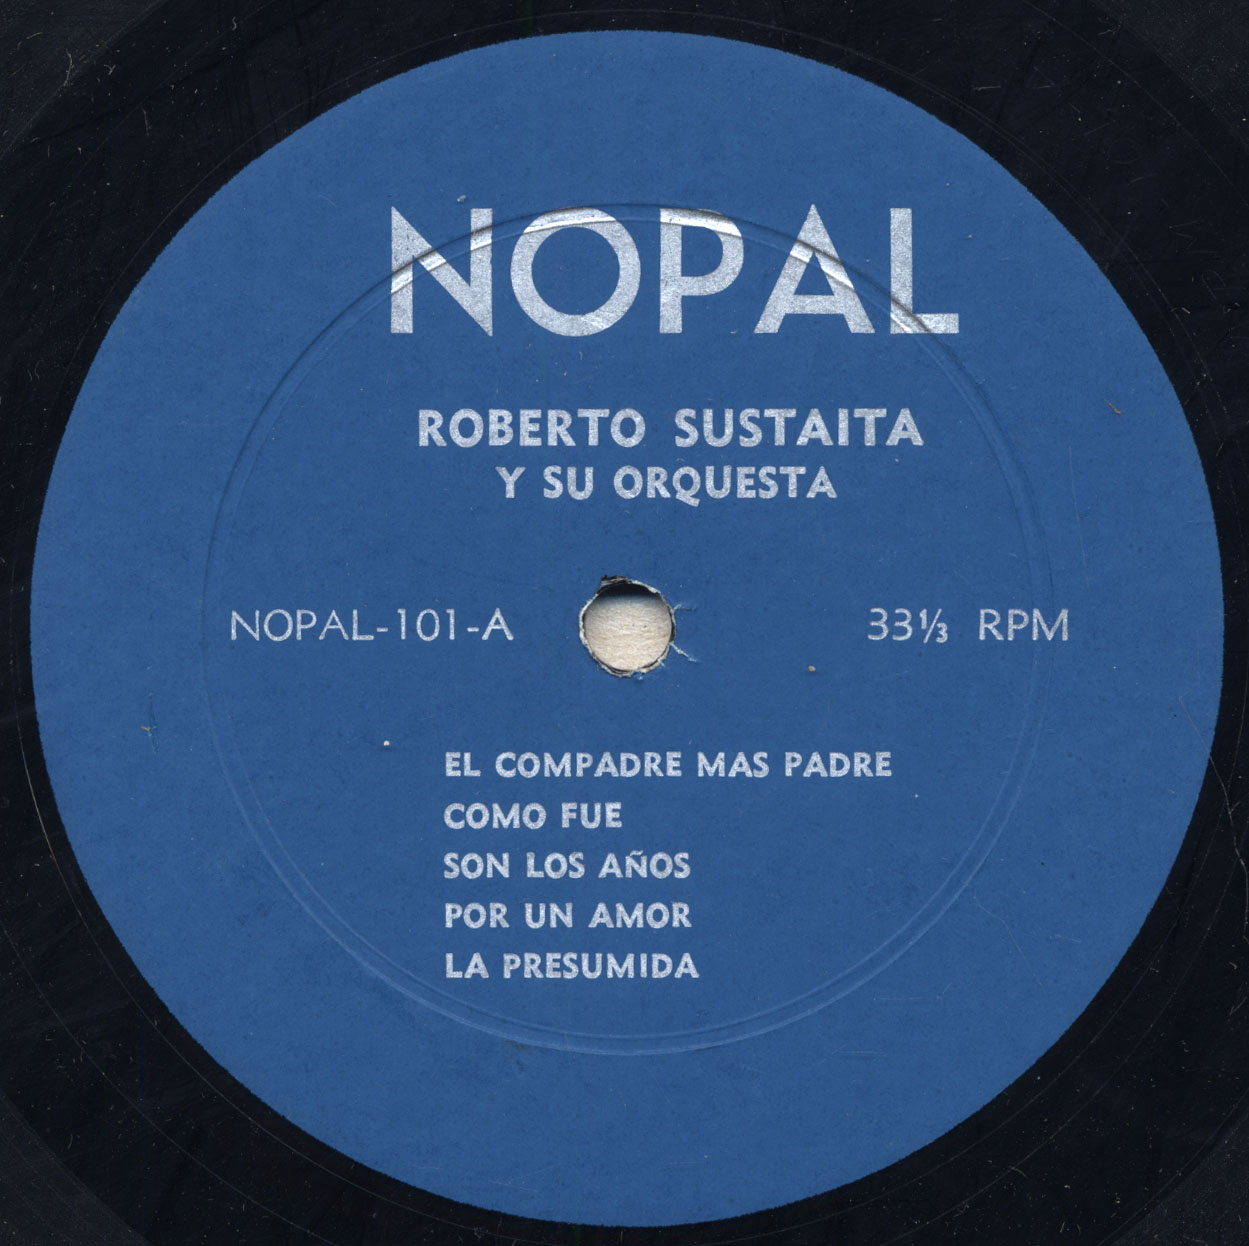 NOPAL
ROBERTO SUSTAITA
Y SU ORQUESTA
NOPAL-101-A 33⅓ RPM
EL COMPADRE MAS PADRE
COMO FUE
SON LOS AÑOS
POR UN AMOR
LA PRESUMIDA